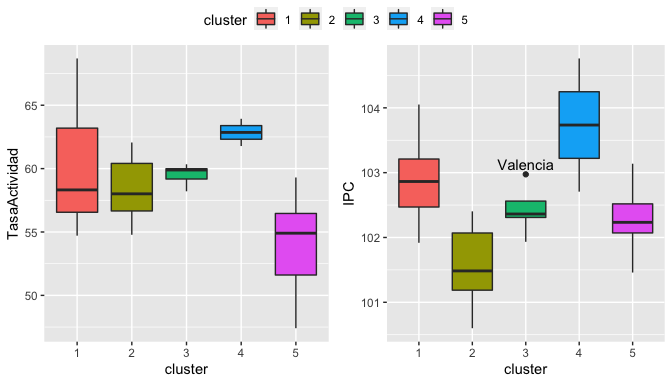 cluster 1 2 3 4 5
TasaActividad
65
60
55
50
1 2 3 4 5
cluster
IPC
104
103
102
101
Valencia
1 2 3 4 5
cluster